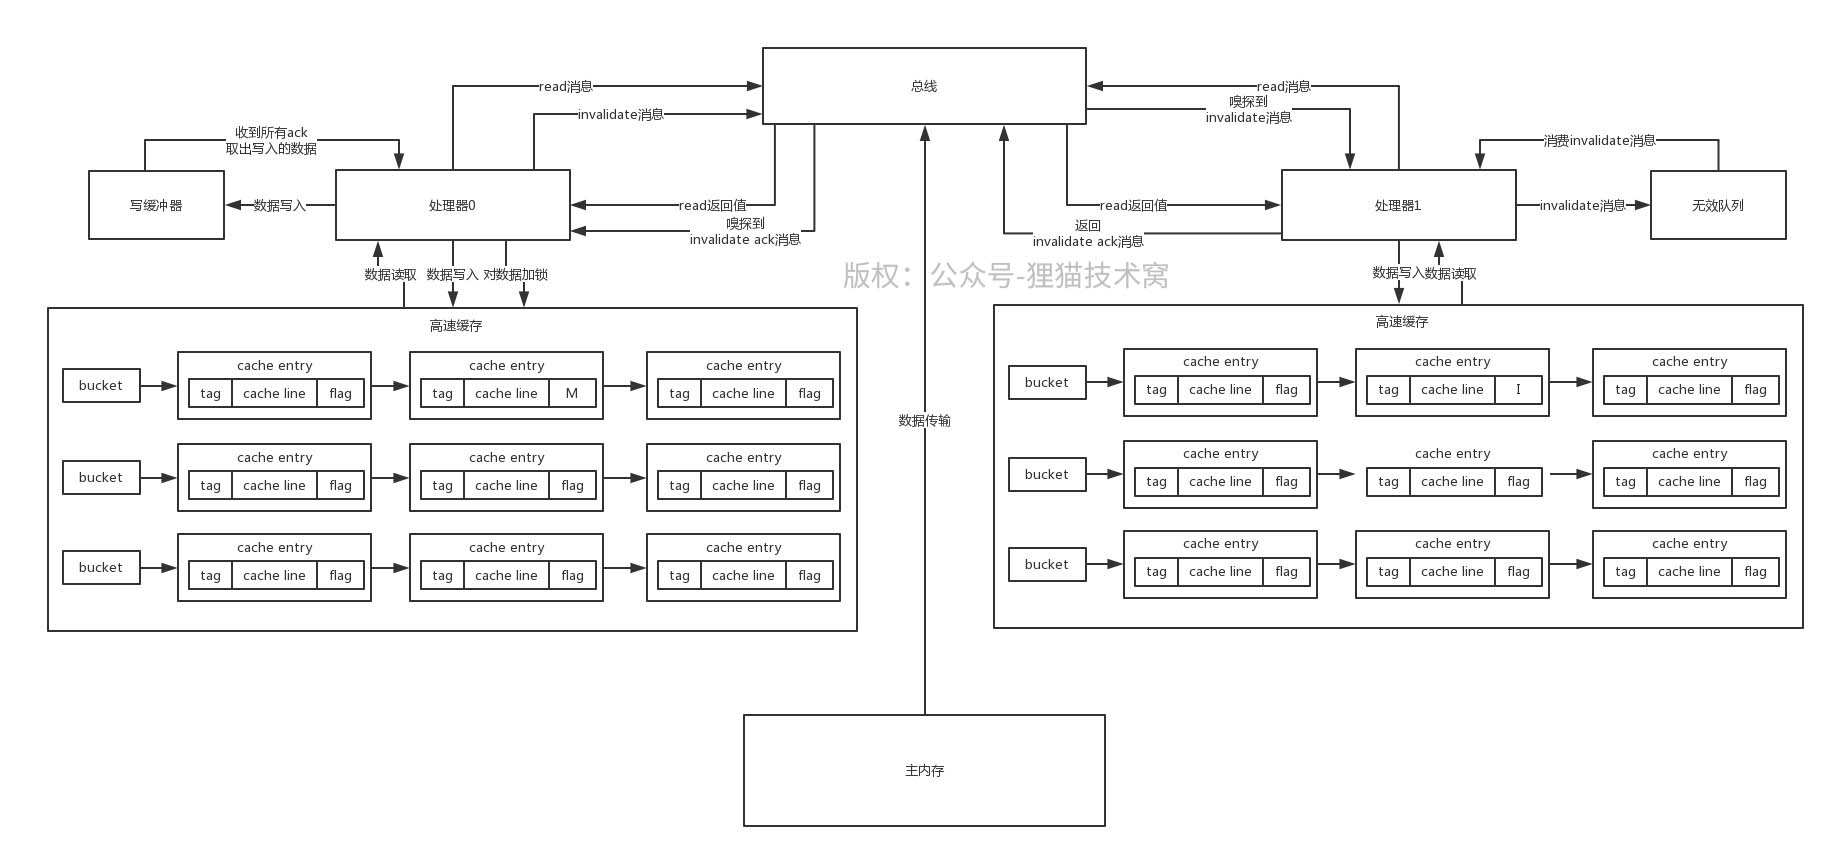 总线
read消息
invalidate消息
read消息
嗅探到
invalidate消息
收到所有ack
取出写入的数据
消费invalidate消息
写缓冲器
数据写入
处理器0
read返回值
嗅探到
invalidate ack消息
read返回值
返回
invalidate ack消息
处理器1
invalidate消息
无效队列
数据读取
数据写入
对数据加锁
版权：公众号-狸猫技术窝
数据写入
数据读取
高速缓存
bucket
cache entry
tag cache line flag
cache entry
tag cache line M
cache entry
tag cache line flag
bucket
cache entry
tag cache line flag
cache entry
tag cache line flag
cache entry
tag cache line flag
bucket
cache entry
tag cache line flag
cache entry
tag cache line flag
cache entry
tag cache line flag
数据传输
高速缓存
bucket
cache entry
tag cache line flag
cache entry
tag cache line I
cache entry
tag cache line flag
bucket
cache entry
tag cache line flag
cache entry
tag cache line flag
cache entry
tag cache line flag
bucket
cache entry
tag cache line flag
cache entry
tag cache line flag
cache entry
tag cache line flag
主内存